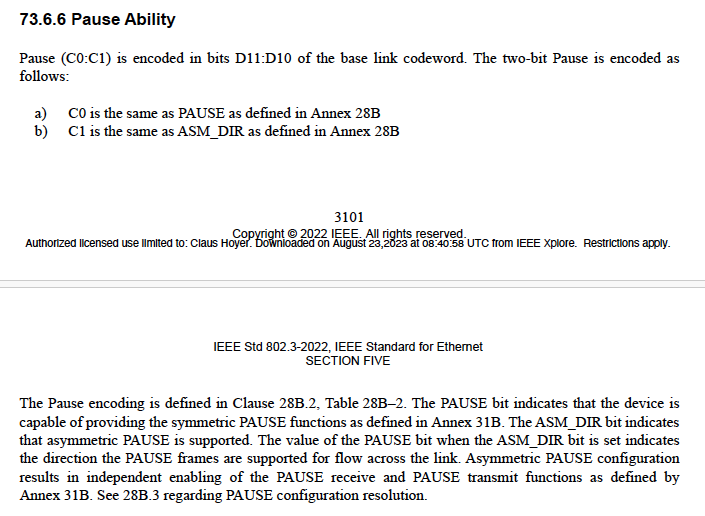 73.6.6 Pause Ability
Pause (C0:C1) is encoded in bits D11:D10 of the base link codeword. The two-bit Pause is encoded as
follows:
a) C0 is the same as PAUSE as defined in Annex 28B
b) C1 is the same as ASM_DIR as defined in Annex 28B
3101
Copyright © 2022 IEEE. All rights reserved.
Authorized licensed use limited to: Claus Hoyer. Downloaded on August 23,2023 at 08:40:58 UTC from IEEE Xplore. Restrictions apply.
IEEE Std 802.3-2022, IEEE Standard for Ethernet
SECTION FIVE
The Pause encoding is defined in Clause 28B.2, Table 28B–2. The PAUSE bit indicates that the device is
capable of providing the symmetric PAUSE functions as defined in Annex 31B. The ASM_DIR bit indicates
that asymmetric PAUSE is supported. The value of the PAUSE bit when the ASM_DIR bit is set indicates
the direction the PAUSE frames are supported for flow across the link. Asymmetric PAUSE configuration
results in independent enabling of the PAUSE receive and PAUSE transmit functions as defined by
Annex 31B. See 28B.3 regarding PAUSE configuration resolution.